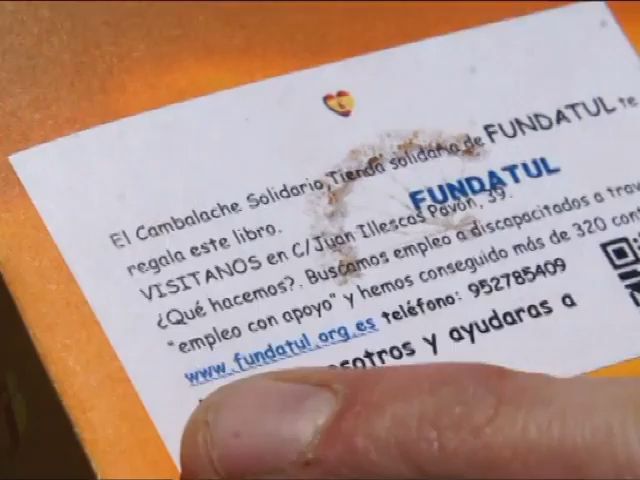 El Cambalache Solidario, Tienda solidaria de FUNDATUL te
regala este libro.
FUNDATUL
VISITANOS en C/Juan Illescas Pavón, 39.
¿Qué hacemos?. Buscamos empleo a discapacitados a
"empleo con apoyo" y hemos conseguido más de 320
www.fundatul.org.es teléfono: 952785409
y ayudaras a